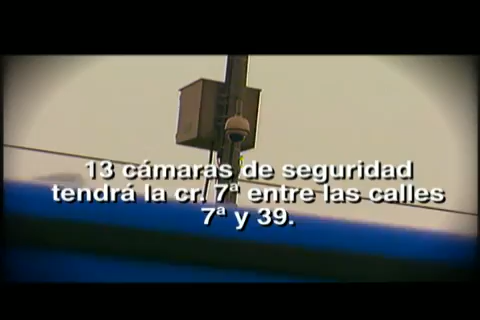 13 cámaras de seguridad
tendrá la cr. 7ª entre las calles
7ª y 39.